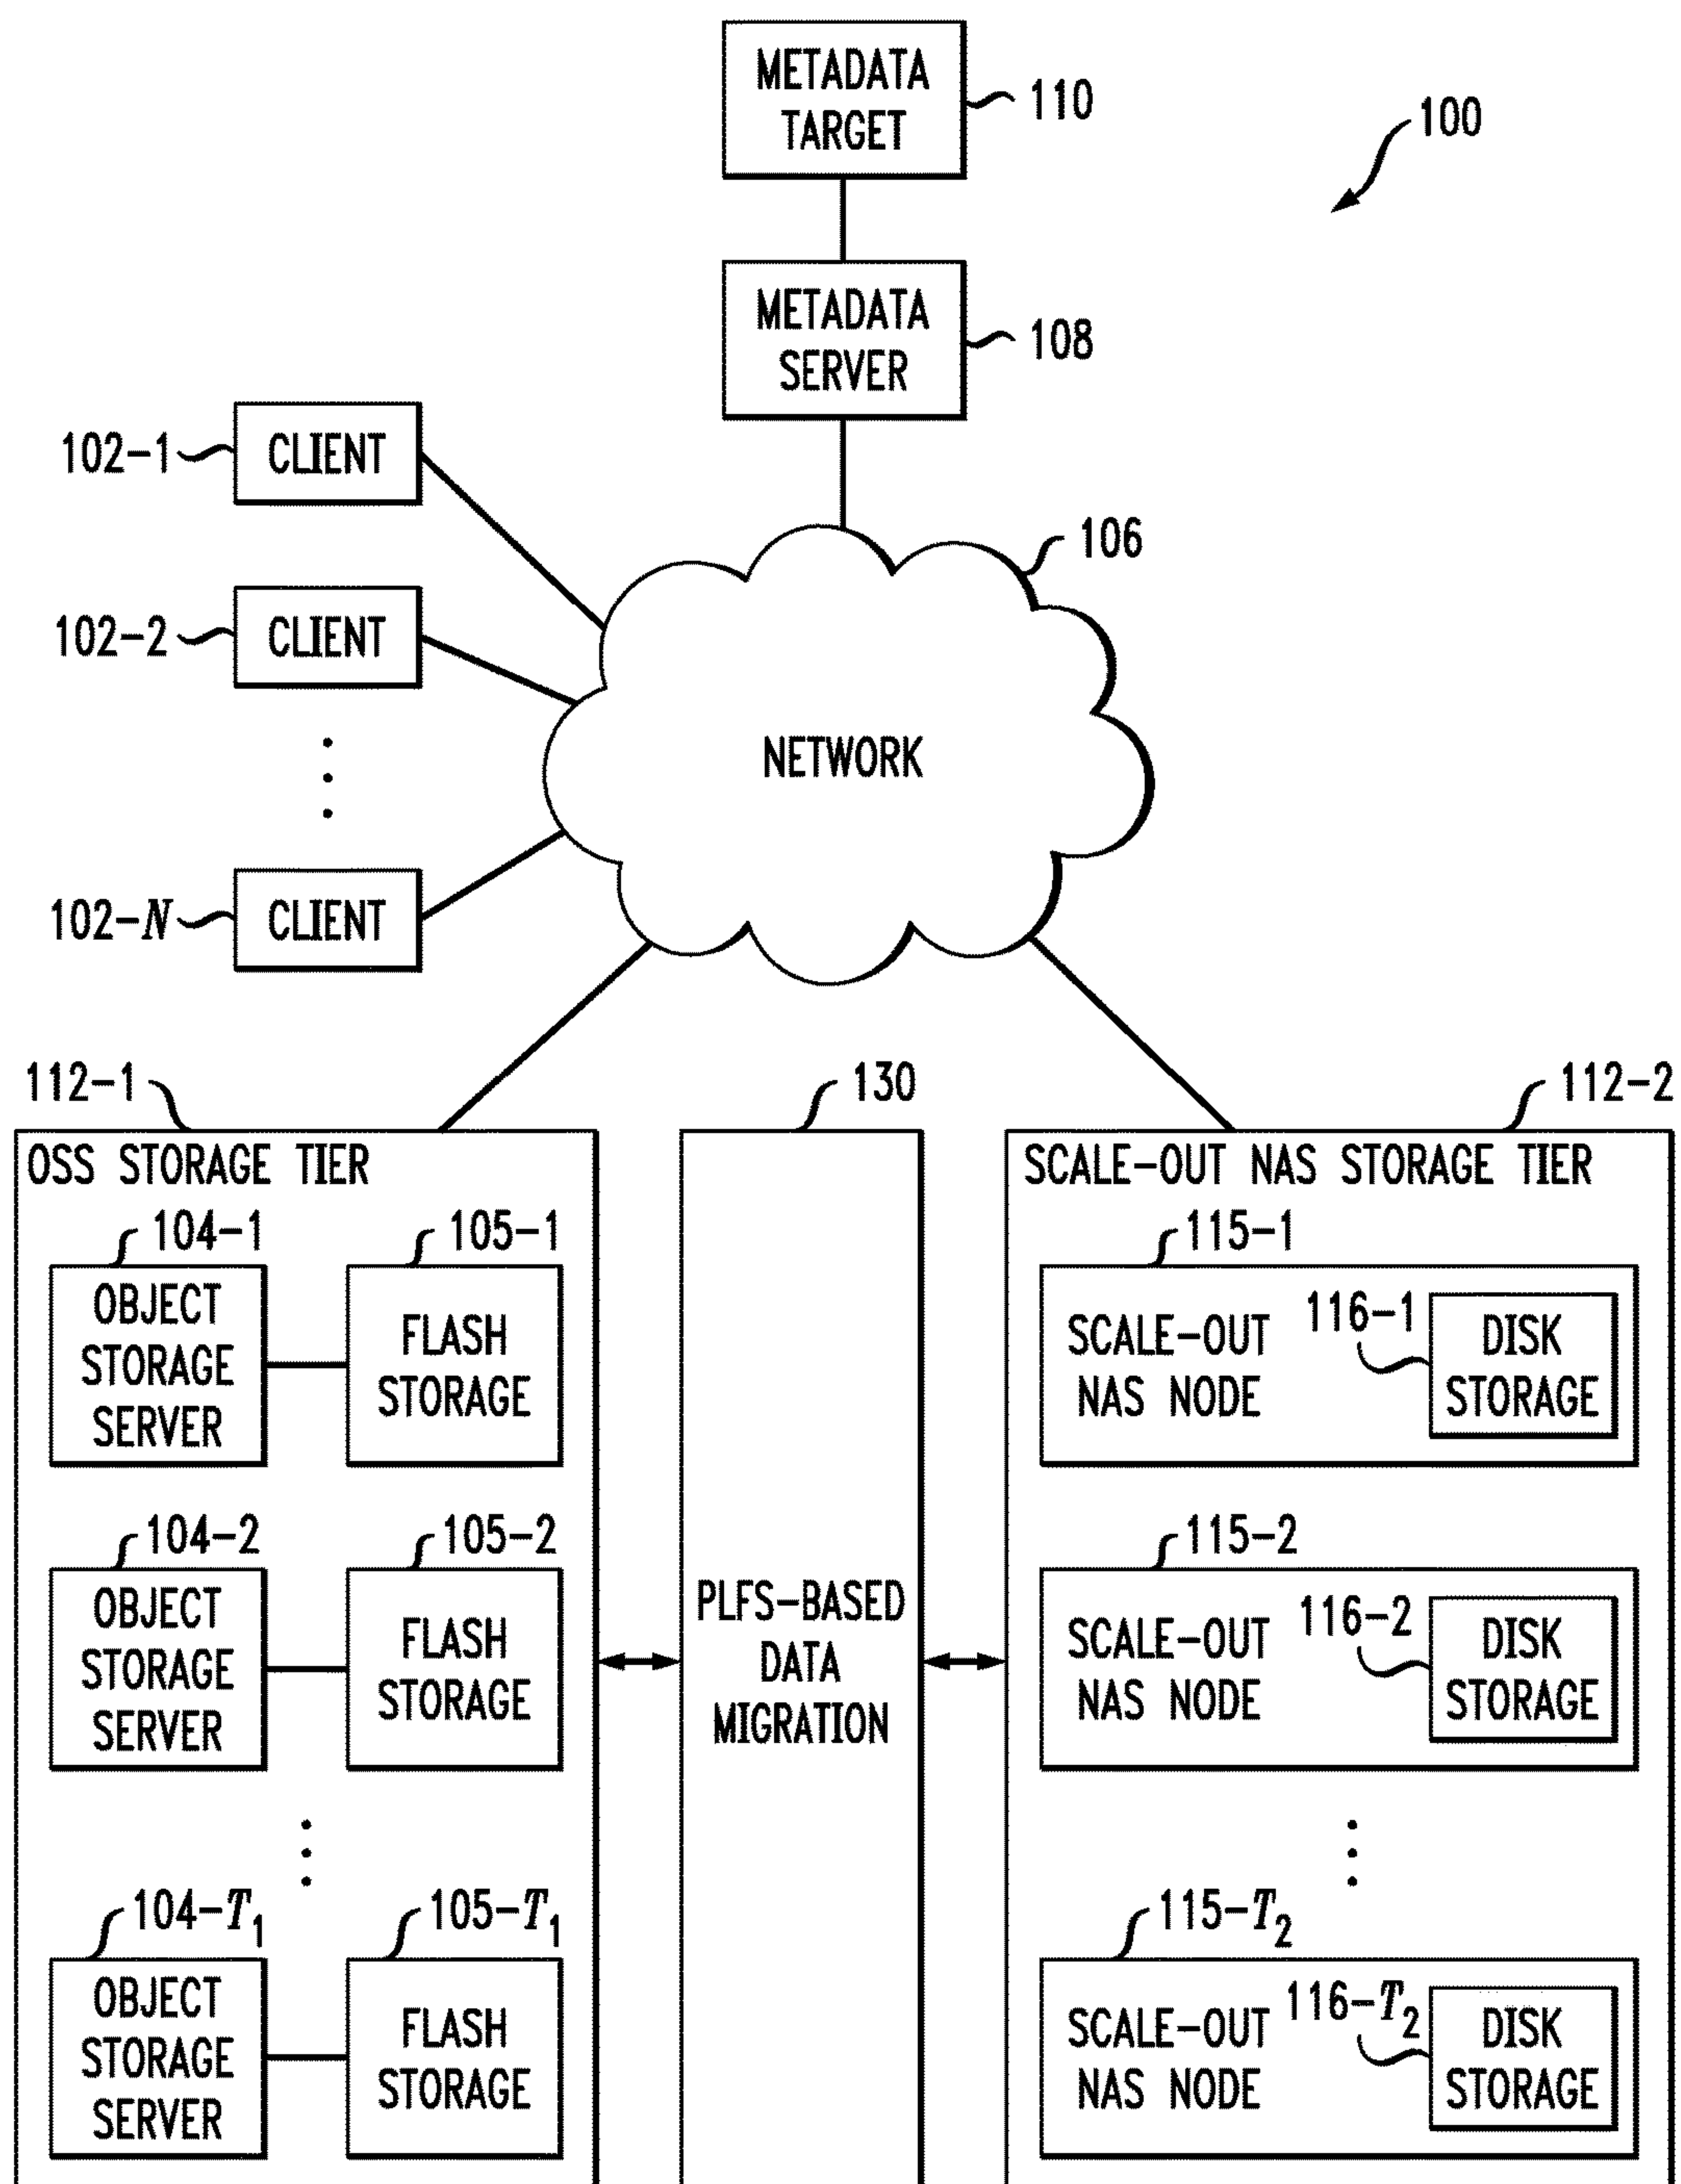 METADATA
TARGET
110
100
METADATA
SERVER
108
102-1
CLIENT
106
102-2
CLIENT
NETWORK
102-N
CLIENT
112-1
130
112-2
OSS STORAGE TIER
SCALE-OUT NAS STORAGE TIER
104-1
105-1
115-1
OBJECT
STORAGE
SERVER
FLASH
STORAGE
SCALE-OUT
NAS NODE
116-1
DISK
STORAGE
104-2
105-2
115-2
OBJECT
STORAGE
SERVER
FLASH
STORAGE
PLFS-BASED
DATA
MIGRATION
SCALE-OUT
NAS NODE
116-2
DISK
STORAGE
104-T₁
105-T₁
115-T₂
OBJECT
STORAGE
SERVER
FLASH
STORAGE
SCALE-OUT
NAS NODE
116-T₂
DISK
STORAGE